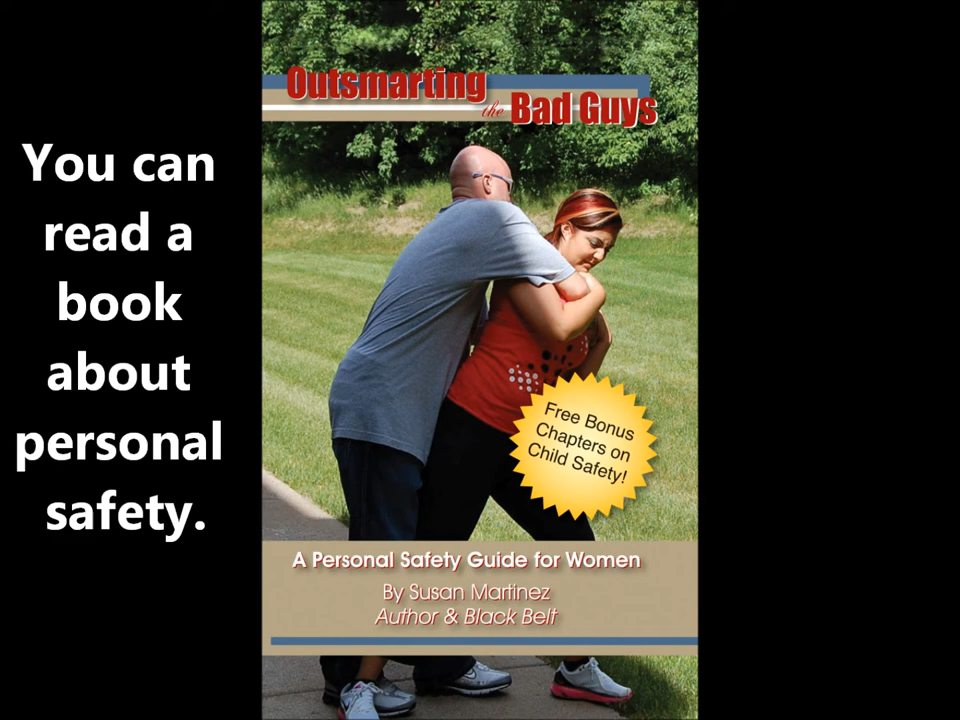 You can
read a
book
about
personal
safety.
Outsmarting
the Bad Guys
Free Bonus
Chapters on
Child Safety!
A Personal Safety Guide for Women
By Susan Martinez
Author & Black Belt